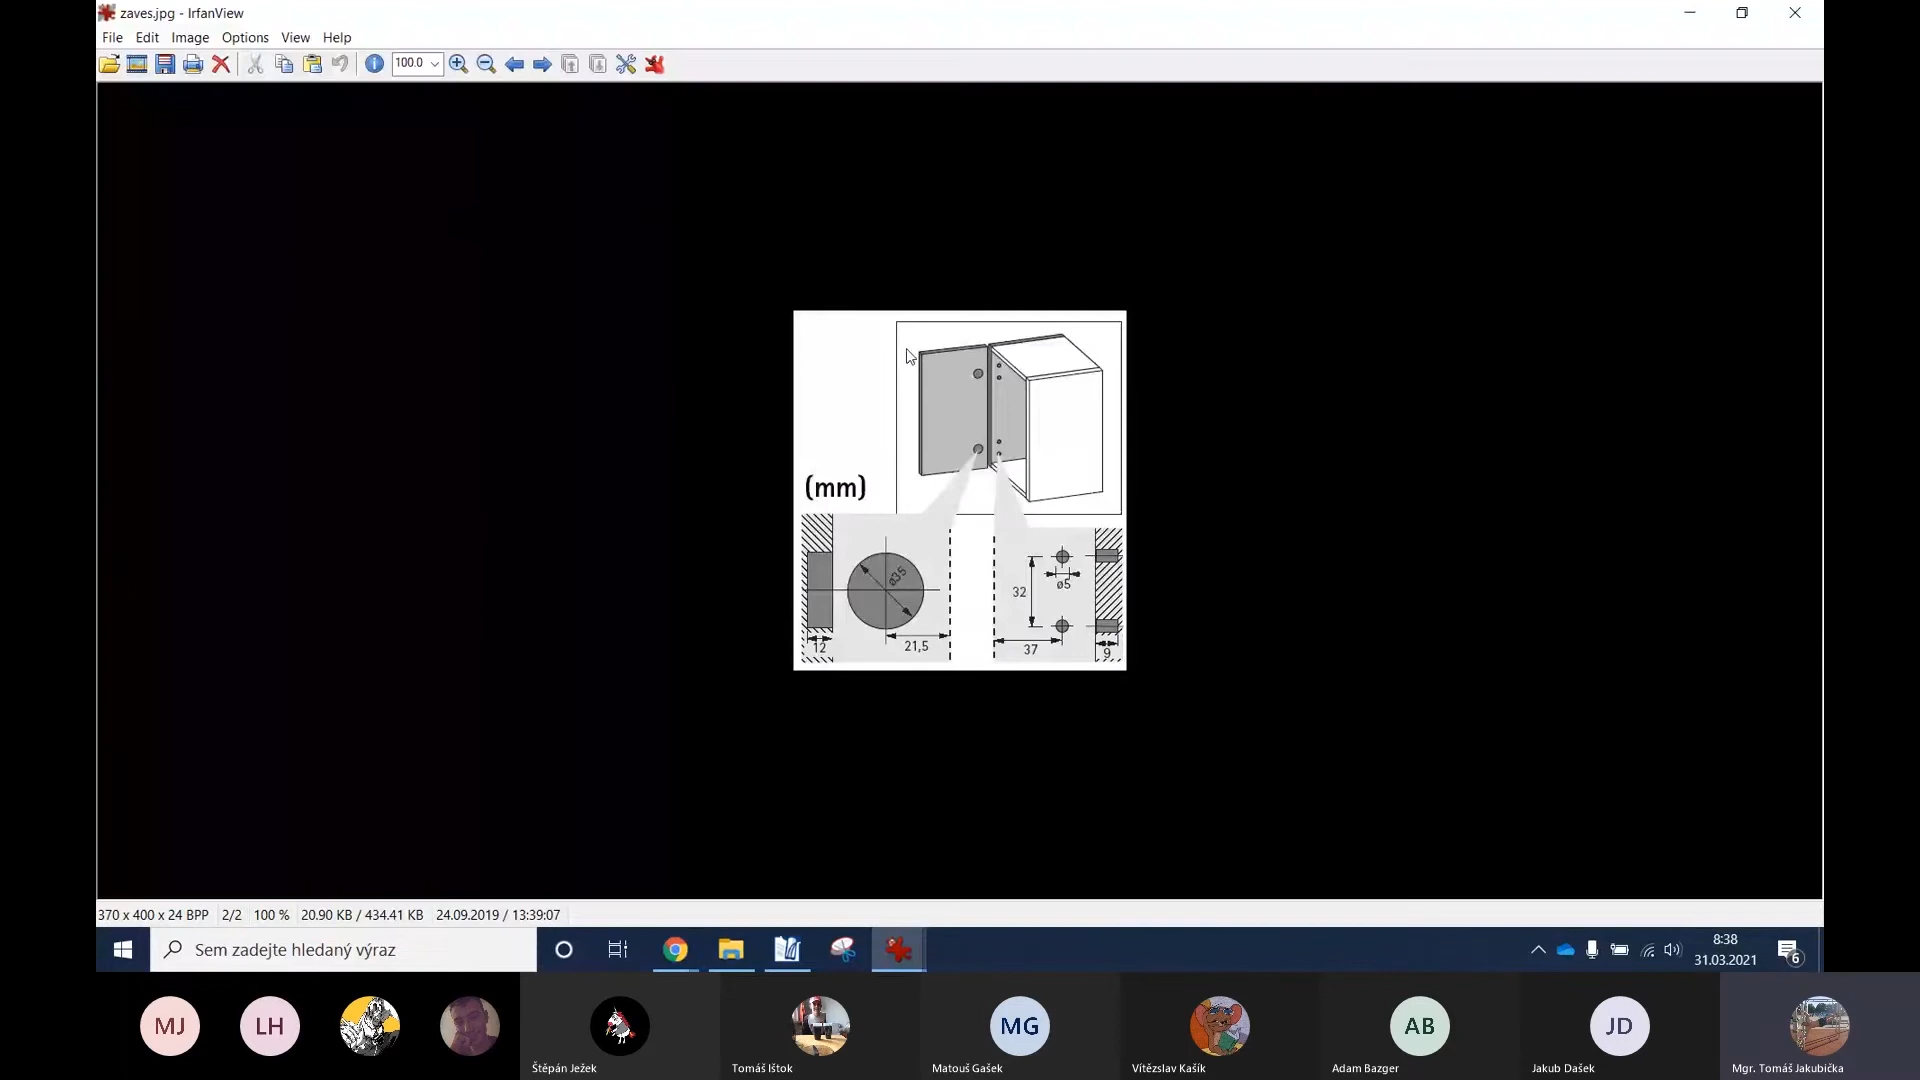 zaves.jpg - IrfanView
File Edit Image Options View Help
100.0
(mm)
ø35
12
21,5
32
ø5
37
9
370 x 400 x 24 BPP 2/2 100 % 20.90 KB / 434.41 KB 24.09.2019 / 13:39:07
Sem zadejte hledaný výraz
8:38
31.03.2021
6
MJ LH MG AB JD
Štěpán Ježek Tomáš Ištok Matouš Gašek Vítězslav Kašík Adam Bazger Jakub Dašek Mgr. Tomáš Jakubička